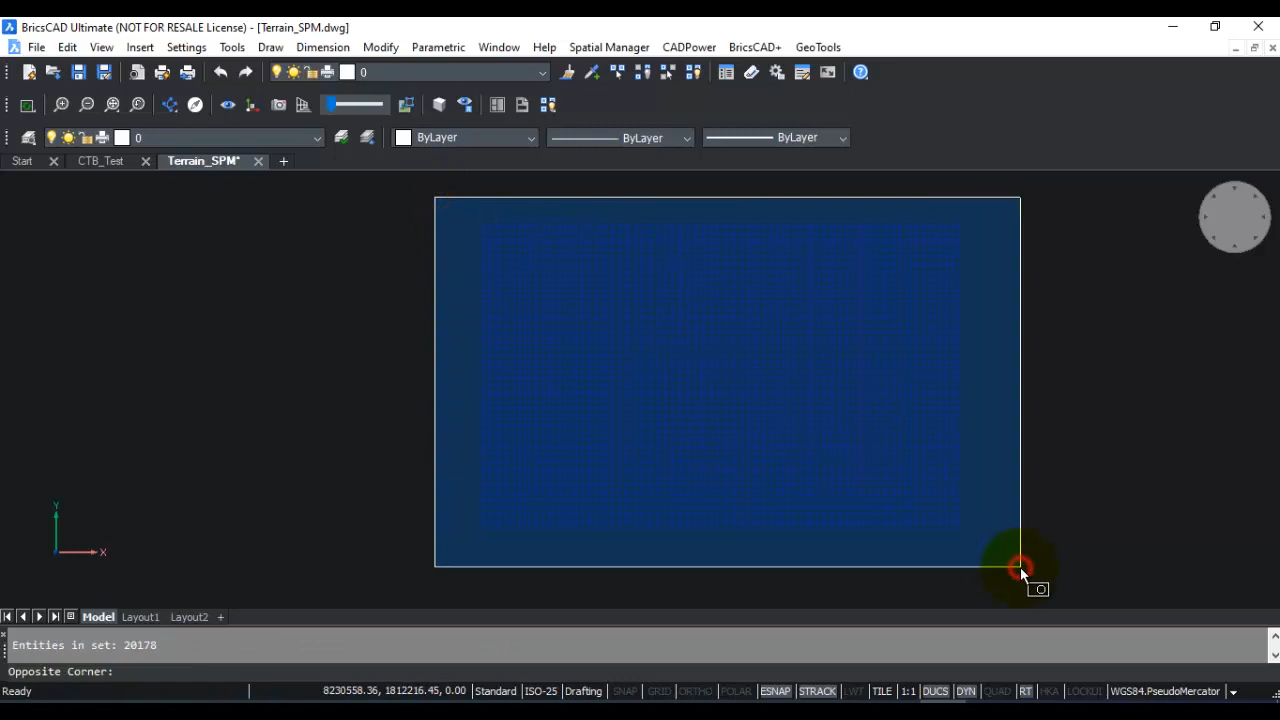 BricsCAD Ultimate (NOT FOR RESALE License) - [Terrain_SPM.dwg]
File Edit View Insert Settings Tools Draw Dimension Modify Parametric Window Help Spatial Manager CADPower BricsCAD+ GeoTools
0
0 ByLayer ByLayer ByLayer
Start CTB_Test Terrain_SPM*
Y
X
Model Layout1 Layout2
Entities in set: 20178
Opposite Corner:
Ready 8230558.36, 1812216.45, 0.00 Standard ISO-25 Drafting SNAP GRID ORTHO POLAR ESNAP STRACK LWT TILE 1:1 DUCS DYN QUAD RT HKA LOCKUI WGS84.PseudoMercator